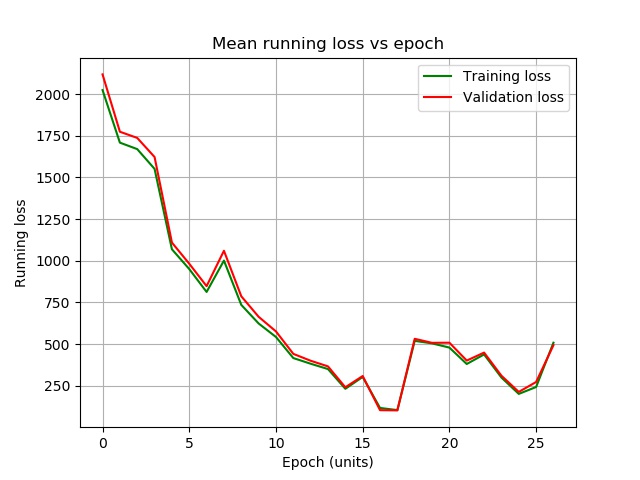 Mean running loss vs epoch
Training loss
Validation loss
2000
1750
1500
1250
1000
750
500
250
Running loss
0 5 10 15 20 25
Epoch (units)